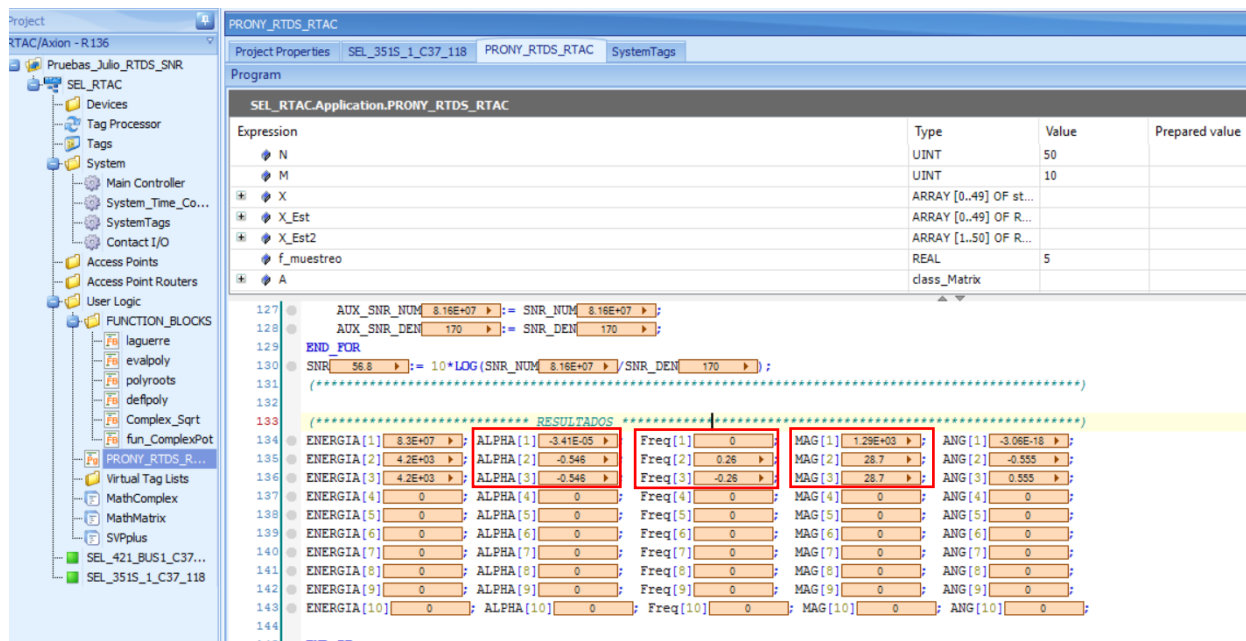 Project
RTAC/Axion - R136
Pruebas_Julio_RTDS_SNR
SEL_RTAC
Devices
Tag Processor
Tags
System
Main Controller
System_Time_Co...
SystemTags
Contact I/O
Access Points
Access Point Routers
User Logic
FUNCTION_BLOCKS
laguerre
evalpoly
polyroots
deflpoly
Complex_Sqrt
fun_ComplexPot
PRONY_RTDS_R...
Virtual Tag Lists
MathComplex
MathMatrix
SVPplus
SEL_421_BUS1_C37...
SEL_351S_1_C37_118
PRONY_RTDS_RTAC
Project Properties SEL_351S_1_C37_118 PRONY_RTDS_RTAC SystemTags
Program
SEL_RTAC.Application.PRONY_RTDS_RTAC
Expression Type Value Prepared value
N UINT 50
M UINT 10
X ARRAY [0..49] OF st...
X_Est ARRAY [0..49] OF R...
X_Est2 ARRAY [1..50] OF R...
f_muestreo REAL 5
A class_Matrix
127 AUX_SNR_NUM 8.16E+07 := SNR_NUM 8.16E+07 ;
128 AUX_SNR_DEN 170 := SNR_DEN 170 ;
129 END_FOR
130 SNR 56.8 := 10*LOG(SNR_NUM 8.16E+07 /SNR_DEN 170 );
131 (****************************************************************************************************)
132
133 (**************************** RESULTADOS ************************************************************)
134 ENERGIA[1] 8.3E+07 ; ALPHA[1] -3.41E-05 ; Freq[1] 0 ; MAG[1] 1.29E+03 ; ANG[1] -3.06E-18 ;
135 ENERGIA[2] 4.2E+03 ; ALPHA[2] -0.546 ; Freq[2] 0.26 ; MAG[2] 28.7 ; ANG[2] -0.555 ;
136 ENERGIA[3] 4.2E+03 ; ALPHA[3] -0.546 ; Freq[3] -0.26 ; MAG[3] 28.7 ; ANG[3] 0.555 ;
137 ENERGIA[4] 0 ; ALPHA[4] 0 ; Freq[4] 0 ; MAG[4] 0 ; ANG[4] 0 ;
138 ENERGIA[5] 0 ; ALPHA[5] 0 ; Freq[5] 0 ; MAG[5] 0 ; ANG[5] 0 ;
139 ENERGIA[6] 0 ; ALPHA[6] 0 ; Freq[6] 0 ; MAG[6] 0 ; ANG[6] 0 ;
140 ENERGIA[7] 0 ; ALPHA[7] 0 ; Freq[7] 0 ; MAG[7] 0 ; ANG[7] 0 ;
141 ENERGIA[8] 0 ; ALPHA[8] 0 ; Freq[8] 0 ; MAG[8] 0 ; ANG[8] 0 ;
142 ENERGIA[9] 0 ; ALPHA[9] 0 ; Freq[9] 0 ; MAG[9] 0 ; ANG[9] 0 ;
143 ENERGIA[10] 0 ; ALPHA[10] 0 ; Freq[10] 0 ; MAG[10] 0 ; ANG[10] 0 ;
144